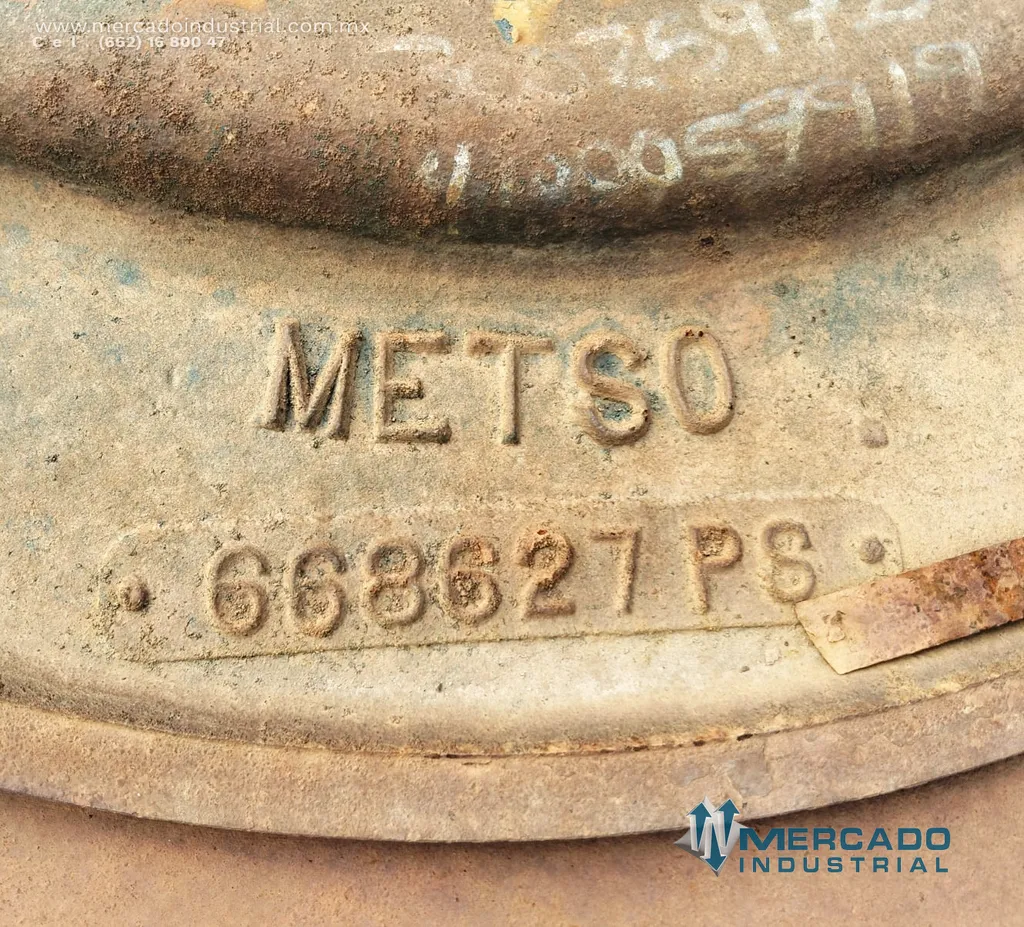 www.mercadoindustrial.com.mx
Cel (662) 16 800 47
METSO
668627 PS
MERCADO
INDUSTRIAL